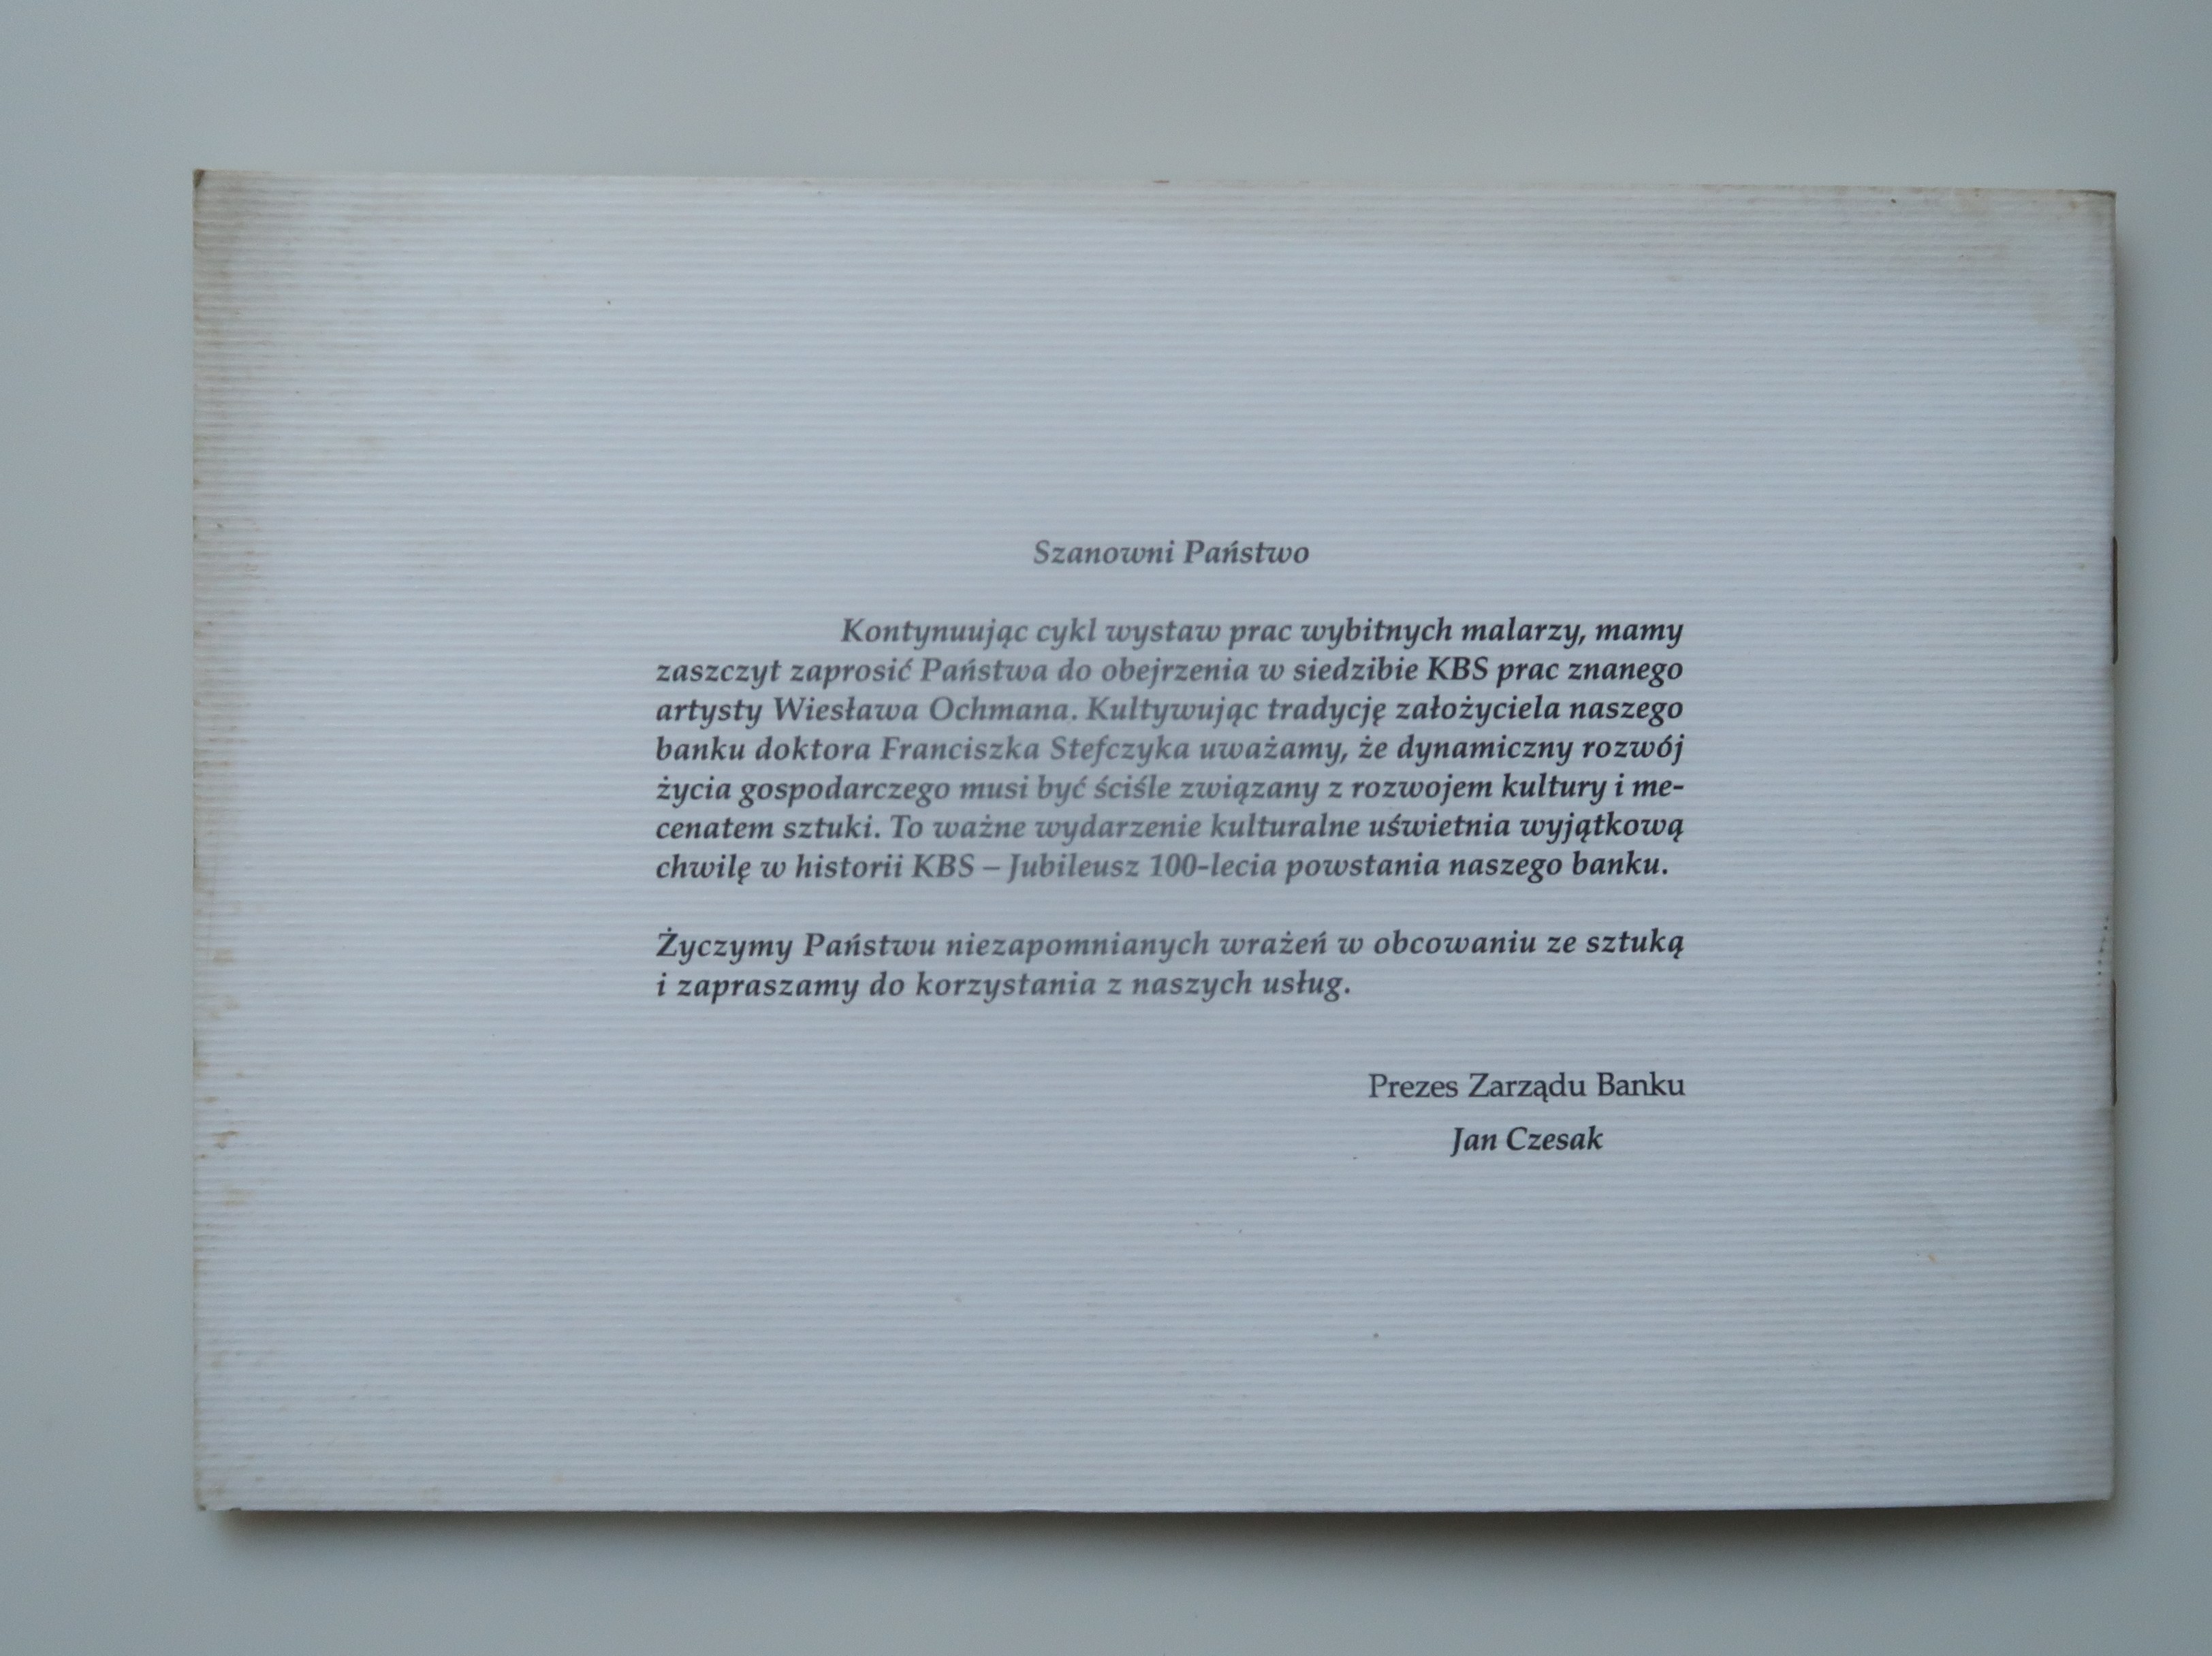 Szanowni Państwo
Kontynuując cykl wystaw prac wybitnych malarzy, mamy
zaszczyt zaprosić Państwa do obejrzenia w siedzibie KBS prac znanego
artysty Wiesława Ochmana. Kultywując tradycję założyciela naszego
banku doktora Franciszka Stefczyka uważamy, że dynamiczny rozwój
życia gospodarczego musi być ściśle związany z rozwojem kultury i me-
cenatem sztuki. To ważne wydarzenie kulturalne uświetnia wyjątkową
chwilę w historii KBS – Jubileusz 100-lecia powstania naszego banku.
Życzymy Państwu niezapomnianych wrażeń w obcowaniu ze sztuką
i zapraszamy do korzystania z naszych usług.
Prezes Zarządu Banku
Jan Czesak